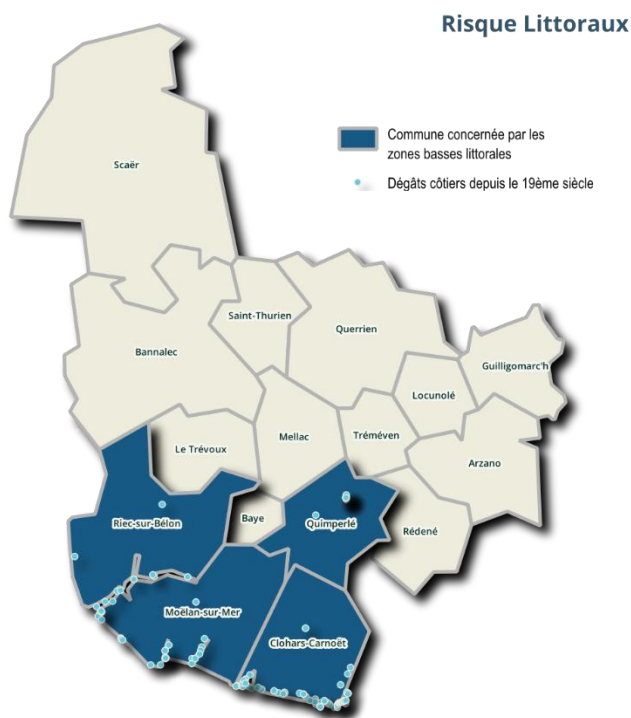 Risque Littoraux
Commune concernée par les
zones basses littorales
Dégâts côtiers depuis le 19ème siècle
Scaër
Saint-Thurien
Querrien
Bannalec
Guilligomarc'h
Locunolé
Le Trévoux
Mellac
Tréméven
Arzano
Riec-sur-Bélon
Baye
Quimperlé
Rédené
Moëlan-sur-Mer
Clohars-Carnoët